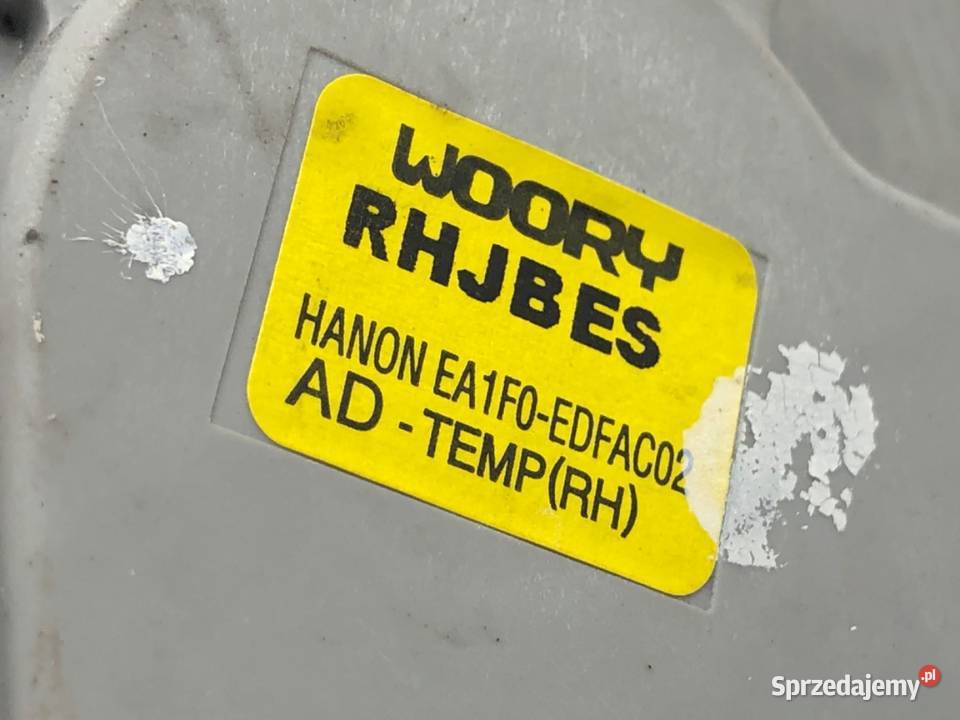 WOORY
RHJBES
HANON EA1F0-EDFAC02
AD -TEMP(RH)
Sprzedajemy.pl